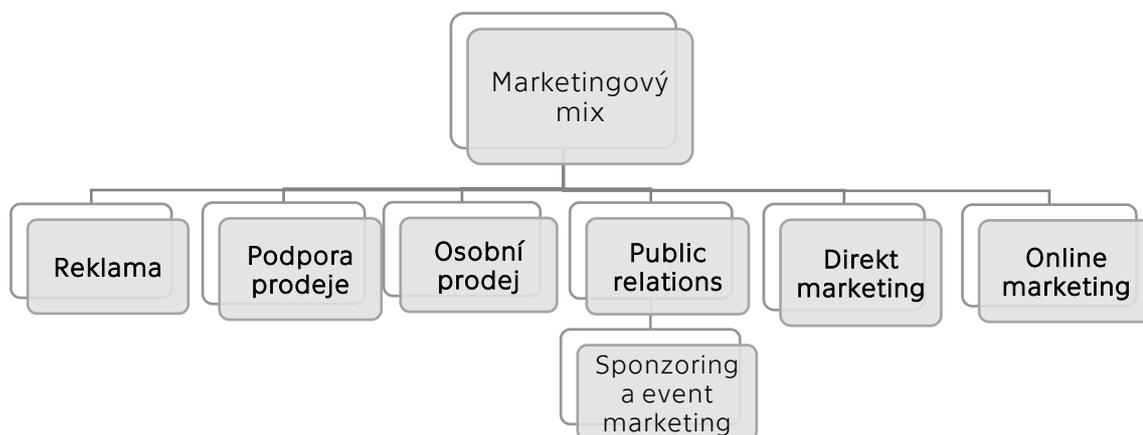 Marketingový
mix
Reklama
Podpora
prodeje
Osobní
prodej
Public
relations
Direkt
marketing
Online
marketing
Sponzoring
a event
marketing